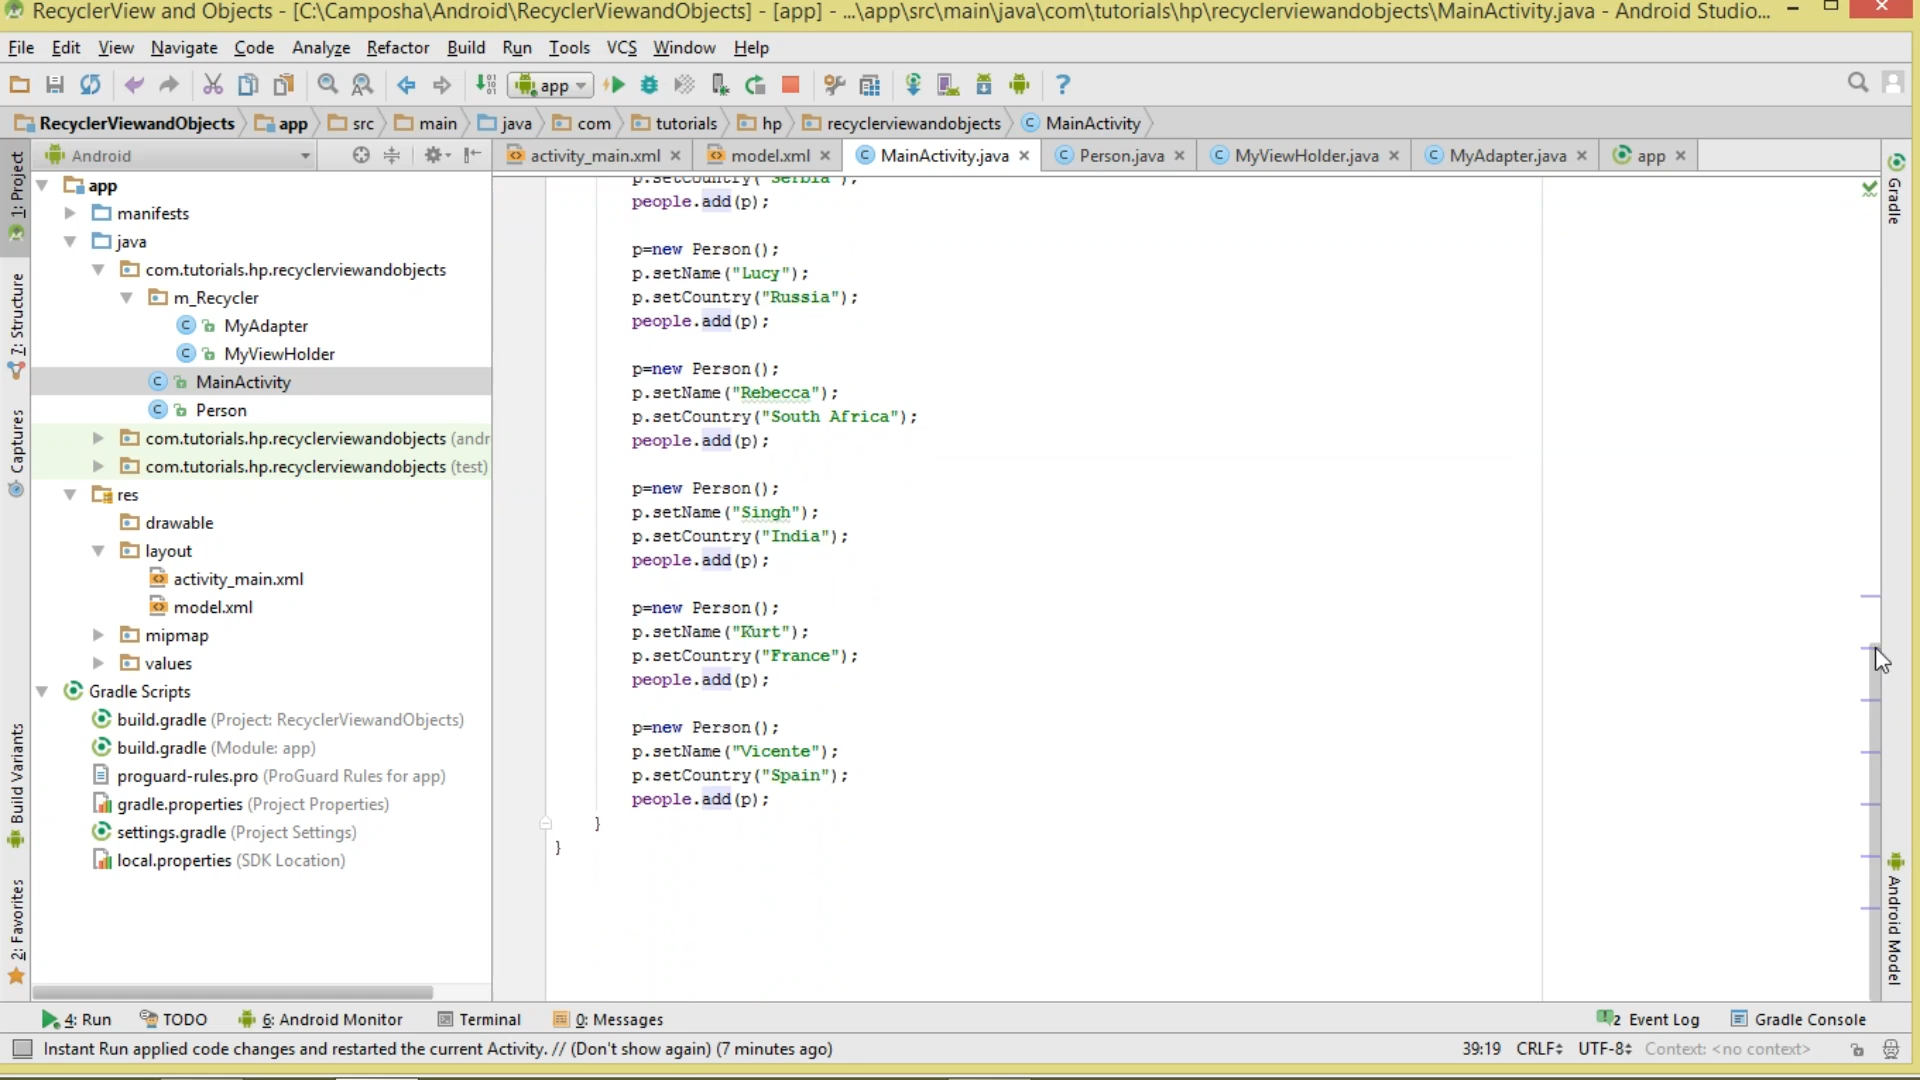 RecyclerView and Objects - [C:\Camposha\Android\RecyclerViewandObjects] - [app] - ...\app\src\main\java\com\tutorials\hp\recyclerviewandobjects\MainActivity.java - Android Studio...
File Edit View Navigate Code Analyze Refactor Build Run Tools VCS Window Help
app
RecyclerViewandObjects app src main java com tutorials hp recyclerviewandobjects MainActivity
Android
activity_main.xml model.xml MainActivity.java Person.java MyViewHolder.java MyAdapter.java app
1: Project
7: Structure
Captures
Build Variants
2: Favorites
app
manifests
java
com.tutorials.hp.recyclerviewandobjects
m_Recycler
MyAdapter
MyViewHolder
MainActivity
Person
com.tutorials.hp.recyclerviewandobjects (andr
com.tutorials.hp.recyclerviewandobjects (test)
res
drawable
layout
activity_main.xml
model.xml
mipmap
values
Gradle Scripts
build.gradle (Project: RecyclerViewandObjects)
build.gradle (Module: app)
proguard-rules.pro (ProGuard Rules for app)
gradle.properties (Project Properties)
settings.gradle (Project Settings)
local.properties (SDK Location)
p.setCountry("Serbia");
people.add(p);
p=new Person();
p.setName("Lucy");
p.setCountry("Russia");
people.add(p);
p=new Person();
p.setName("Rebecca");
p.setCountry("South Africa");
people.add(p);
p=new Person();
p.setName("Singh");
p.setCountry("India");
people.add(p);
p=new Person();
p.setName("Kurt");
p.setCountry("France");
people.add(p);
p=new Person();
p.setName("Vicente");
p.setCountry("Spain");
people.add(p);
}
}
Gradle
Android Model
4: Run TODO 6: Android Monitor Terminal 0: Messages 2 Event Log Gradle Console
Instant Run applied code changes and restarted the current Activity. // (Don't show again) (7 minutes ago) 39:19 CRLF UTF-8 Context: <no context>